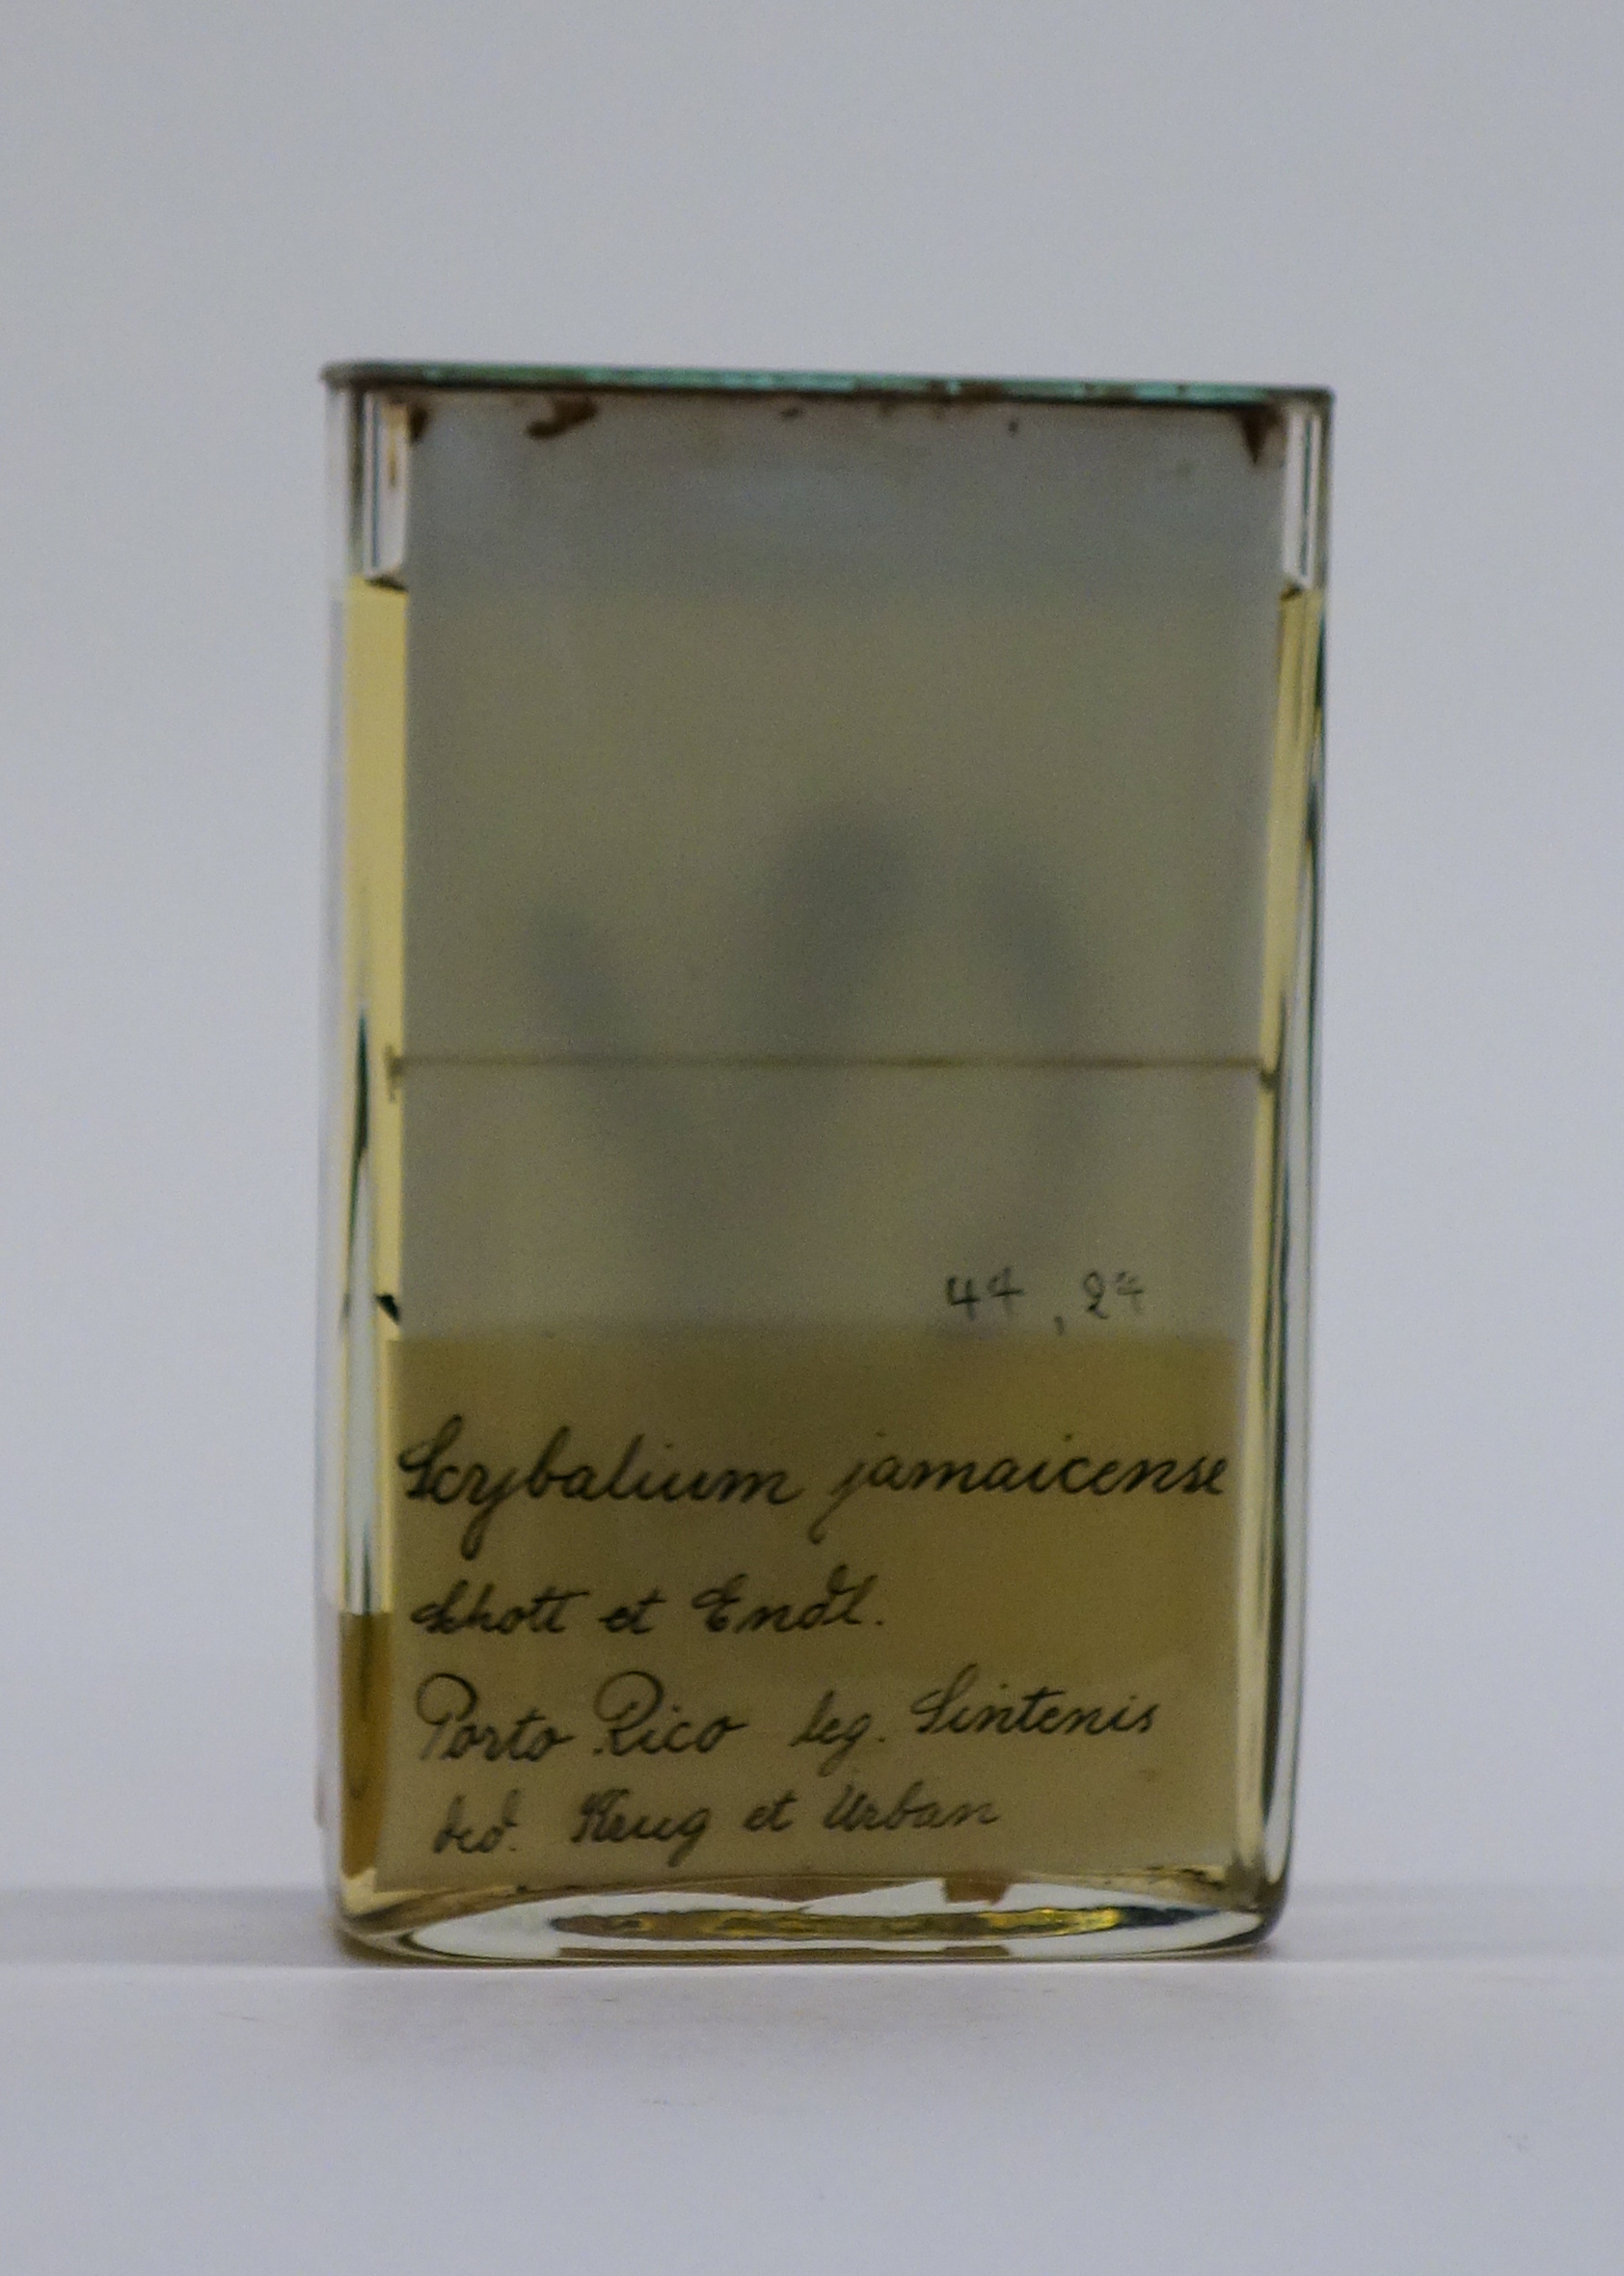 44, 24
Scybalium jamaicense
Schott et Endl.
Porto Rico leg. Sintenis
ded. Krug et Urban